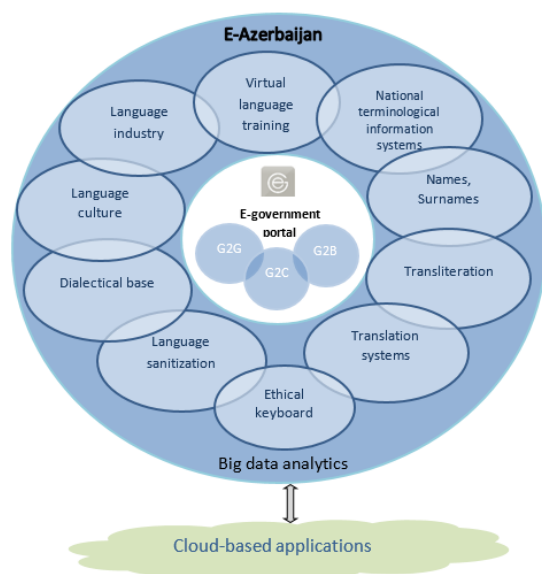 E-Azerbaijan
Virtual
language
training
National
terminological
information
systems
Names,
Surnames
Transliteration
Translation
systems
Ethical
keyboard
Language
sanitization
Dialectical base
Language
culture
Language
industry
E-government
portal
G2G
G2C
G2B
Big data analytics
Cloud-based applications